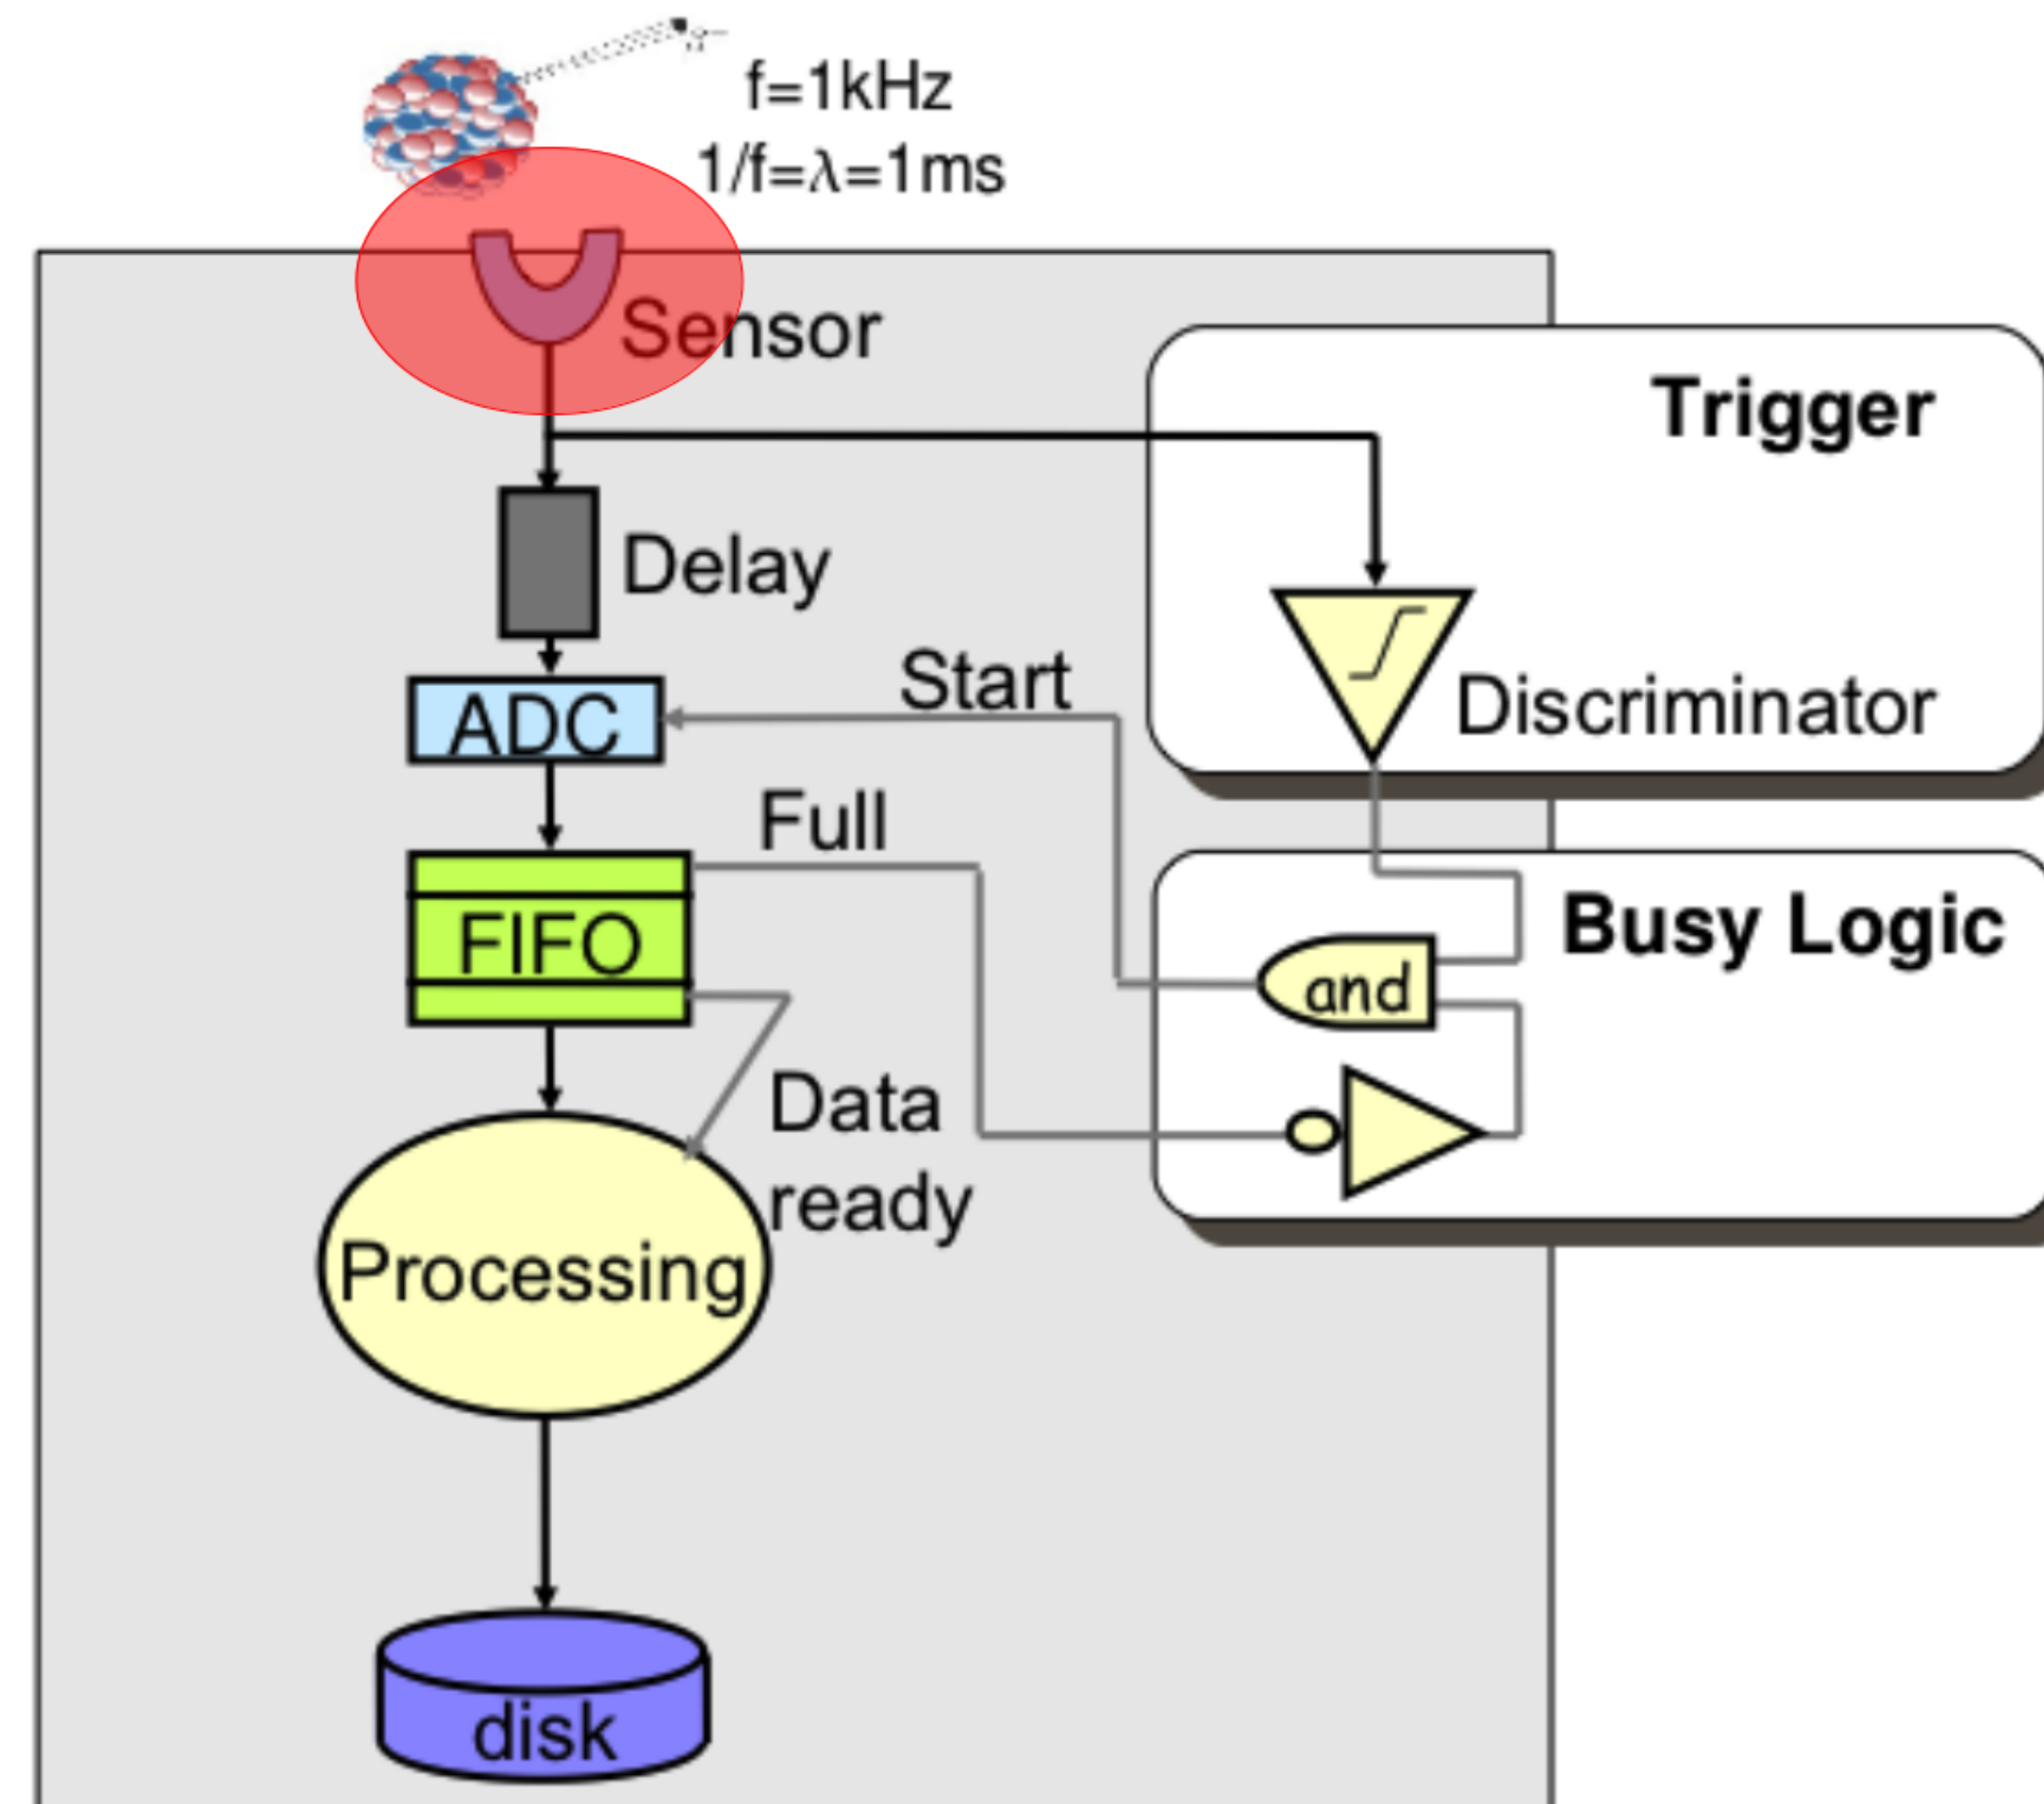 f=1kHz
1/f=λ=1ms
Sensor
Trigger
Delay
Start
Discriminator
ADC
Full
FIFO
Busy Logic
and
Data
ready
Processing
disk